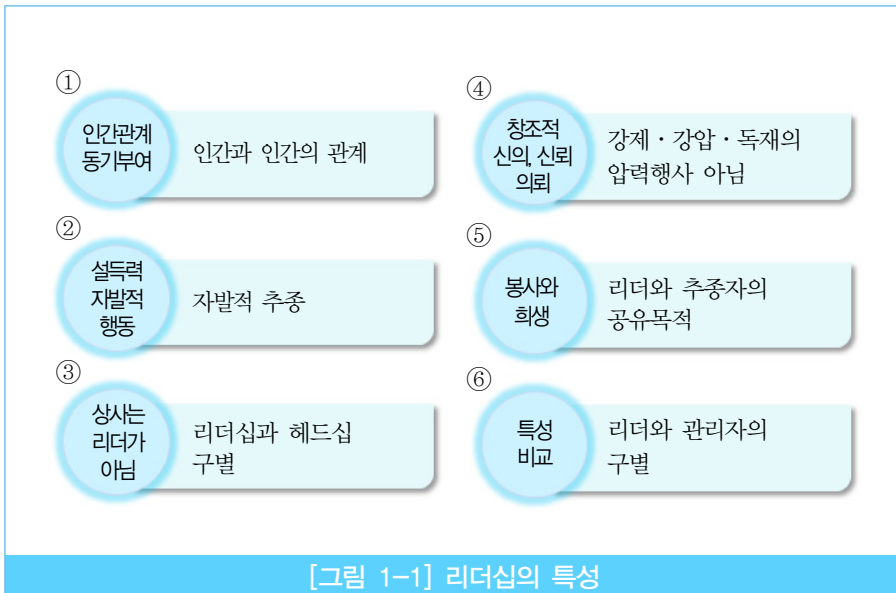 ①
인간관계
동기부여
인간과 인간의 관계
②
설득력
자발적
행동
자발적 추종
③
상사는
리더가
아님
리더십과 헤드십
구별
④
창조적
신의, 신뢰
의뢰
강제・강압・독재의
압력행사 아님
⑤
봉사와
희생
리더와 추종자의
공유목적
⑥
특성
비교
리더와 관리자의
구별
[그림 1-1] 리더십의 특성